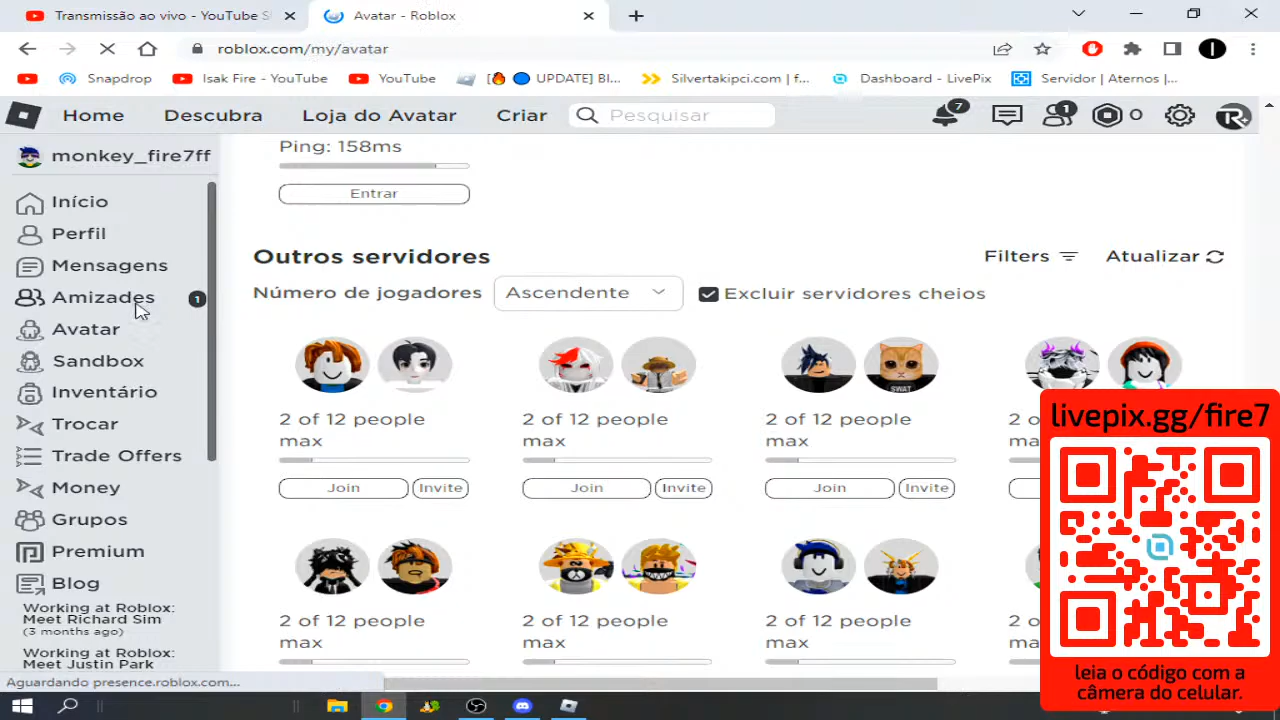 Transmissão ao vivo - YouTube S
Avatar - Roblox
roblox.com/my/avatar
Snapdrop
Isak Fire - YouTube
YouTube
[🔥 🔵 UPDATE] Bl...
Silvertakipci.com | f...
Dashboard - LivePix
Servidor | Aternos |...
Home
Descubra
Loja do Avatar
Criar
Pesquisar
7
1
0
monkey_fire7ff
Início
Perfil
Mensagens
Amizades
1
Avatar
Sandbox
Inventário
Trocar
Trade Offers
Money
Grupos
Premium
Blog
Working at Roblox:
Meet Richard Sim
(3 months ago)
Working at Roblox:
Meet Justin Park
Aguardando presence.roblox.com...
Ping: 158ms
Entrar
Outros servidores
Filters
Atualizar
Número de jogadores
Ascendente
Excluir servidores cheios
SWAT
2 of 12 people
max
2 of 12 people
max
2 of 12 people
max
Join
Invite
Join
Invite
Join
Invite
2 of 12 people
max
2 of 12 people
max
2 of 12 people
max
livepix.gg/fire7
leia o código com a
câmera do celular.